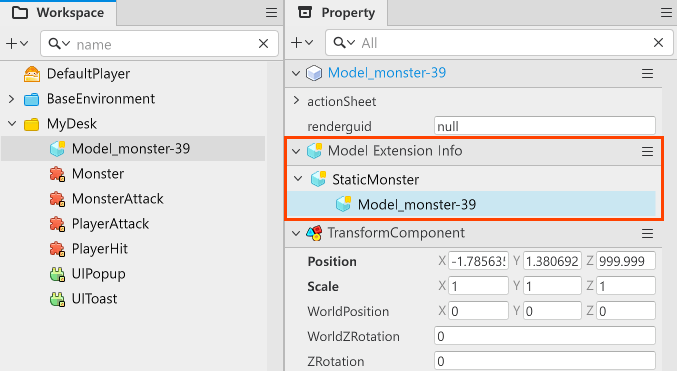 Workspace
name
DefaultPlayer
BaseEnvironment
MyDesk
Model_monster-39
Monster
MonsterAttack
PlayerAttack
PlayerHit
UIPopup
UIToast
Property
All
Model_monster-39
actionSheet
renderguid null
Model Extension Info
StaticMonster
Model_monster-39
TransformComponent
Position X -1.78563 Y 1.380692 Z 999.999
Scale X 1 Y 1 Z 1
WorldPosition X 0 Y 0 Z 0
WorldZRotation 0
ZRotation 0